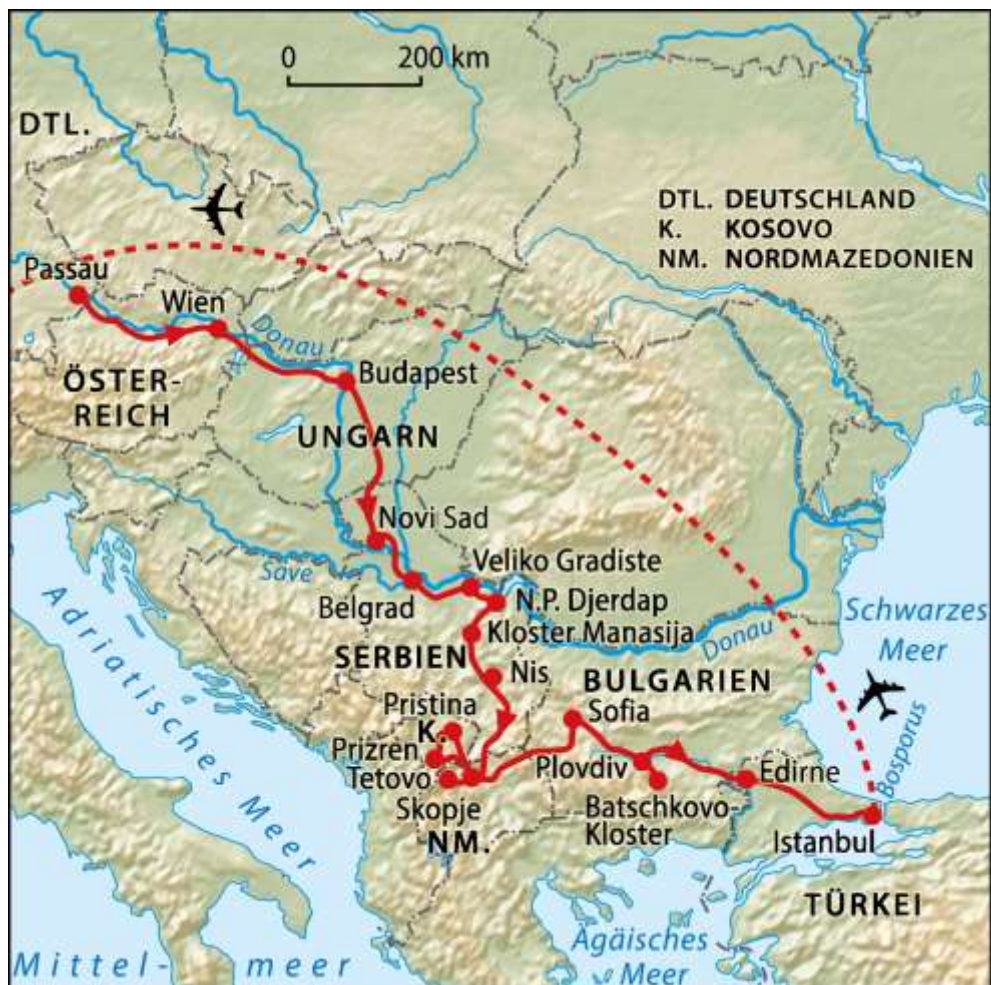 0 200 km
DTL.
DTL. DEUTSCHLAND
K. KOSOVO
NM. NORDMAZEDONIEN
Passau
Wien
Donau
Budapest
ÖSTER-
REICH
UNGARN
Novi Sad
Save
Veliko Gradiste
Belgrad
N.P. Djerdap
Kloster Manasija
Donau
Schwarzes
Meer
SERBIEN
Nis
BULGARIEN
Pristina
K.
Sofia
Prizren
Tetovo
Skopje
NM.
Plovdiv
Batschkovo-
Kloster
Edirne
Bosporus
Istanbul
TÜRKEI
Adriatisches Meer
Ägäisches
Meer
Mittel- meer